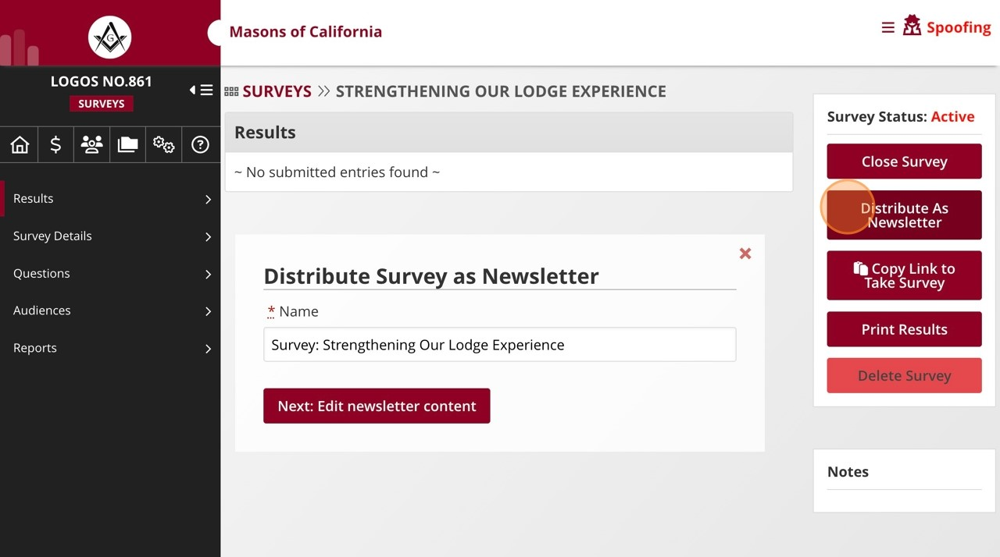 Masons of California
Spoofing
G
LOGOS NO.861
SURVEYS
SURVEYS >> STRENGTHENING OUR LODGE EXPERIENCE
Results
~ No submitted entries found ~
Results
Survey Details
Questions
Audiences
Reports
Distribute Survey as Newsletter
* Name
Survey: Strengthening Our Lodge Experience
Next: Edit newsletter content
Survey Status: Active
Close Survey
Distribute As
Newsletter
Copy Link to
Take Survey
Print Results
Delete Survey
Notes